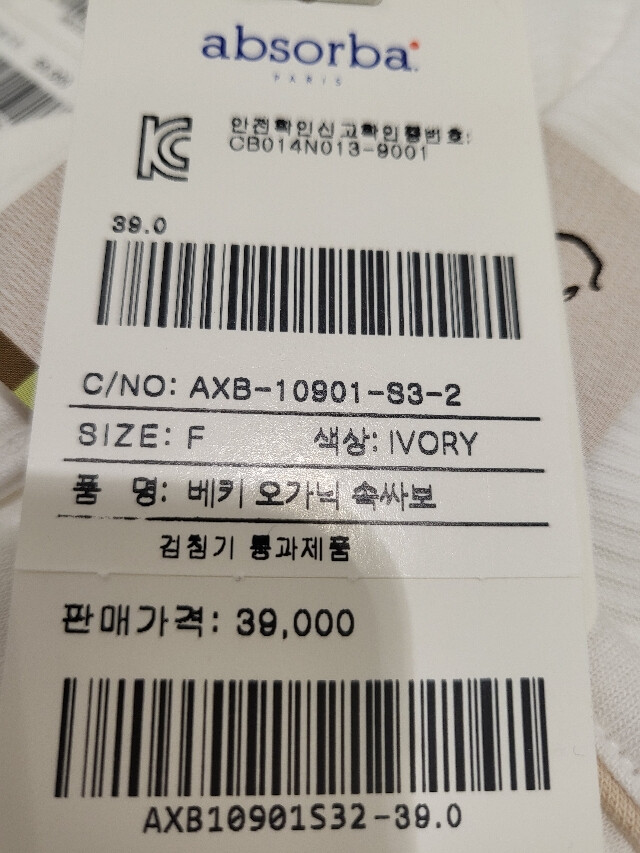 absorba
PARIS
안전확인신고확인증번호:
CB014N013-9001
39.0
C/NO: AXB-10901-S3-2
SIZE: F 색상: IVORY
품 명: 베키 오가닉 속싸보
검침기 통과제품
판매가격: 39,000
AXB10901S32-39.0